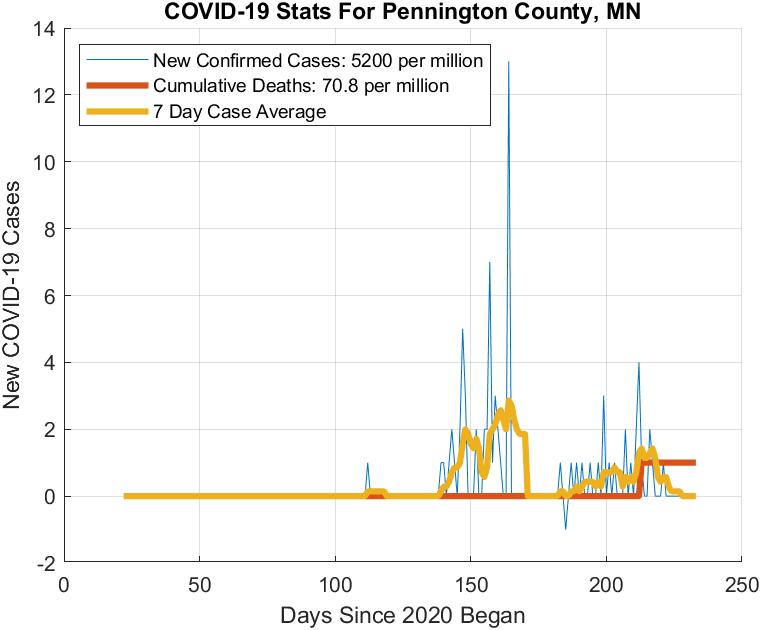 COVID-19 Stats For Pennington County, MN
New Confirmed Cases: 5200 per million
Cumulative Deaths: 70.8 per million
7 Day Case Average
New COVID-19 Cases
14
12
10
8
6
4
2
0
-2
0 50 100 150 200 250
Days Since 2020 Began